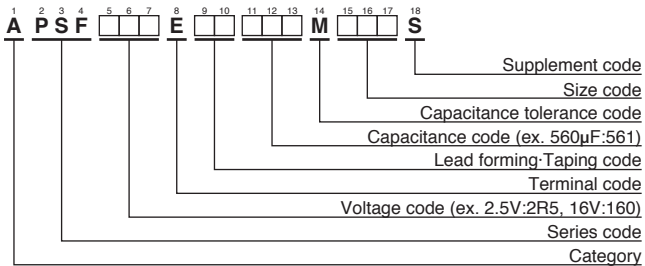 1 2 3 4 5 6 7 8 9 10 11 12 13 14 15 16 17 18
A P S F E M S
Supplement code
Size code
Capacitance tolerance code
Capacitance code (ex. 560µF:561)
Lead forming·Taping code
Terminal code
Voltage code (ex. 2.5V:2R5, 16V:160)
Series code
Category